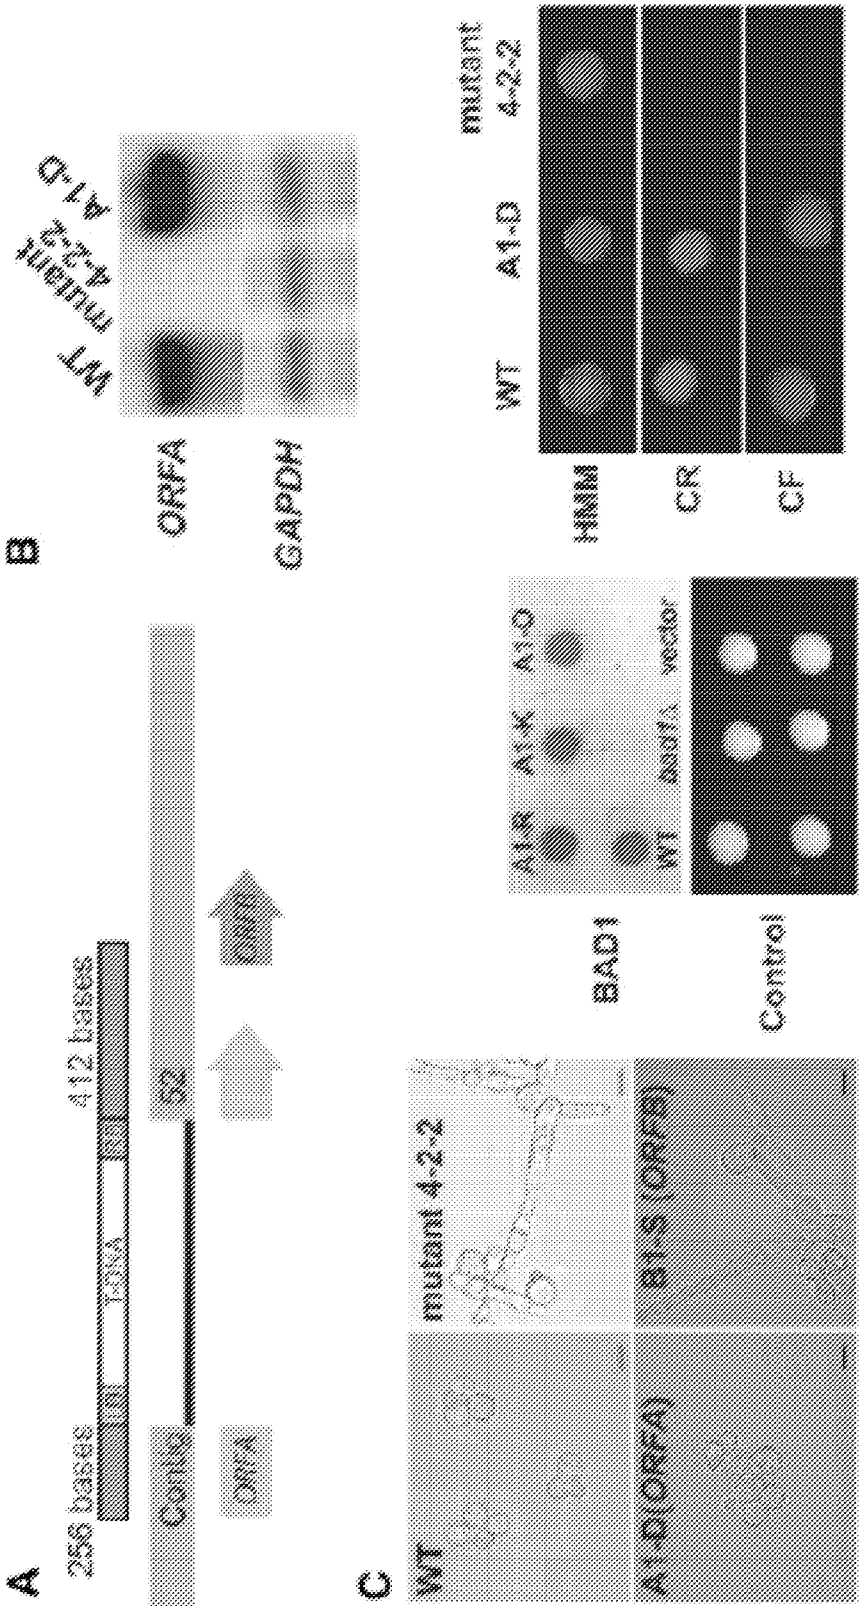 A
256 bases
412 bases
T-DNA
Contig
52
ORFA
B
WT
mutant
4-2-2
A1-D
ORFA
GAPDH
C
WT
mutant 4-2-2
A1-D(ORFA)
B1-S (ORFB)
BAD1
A1-R A1-K
WT bad1Δ vector
Control
WT A1-D mutant
4-2-2
HMM
CR
CF